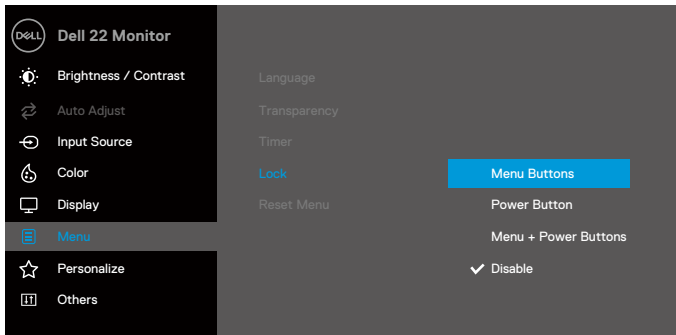 DELL Dell 22 Monitor
Brightness / Contrast
Auto Adjust
Input Source
Color
Display
Menu
Personalize
Others
Language
Transparency
Timer
Lock
Reset Menu
Menu Buttons
Power Button
Menu + Power Buttons
Disable